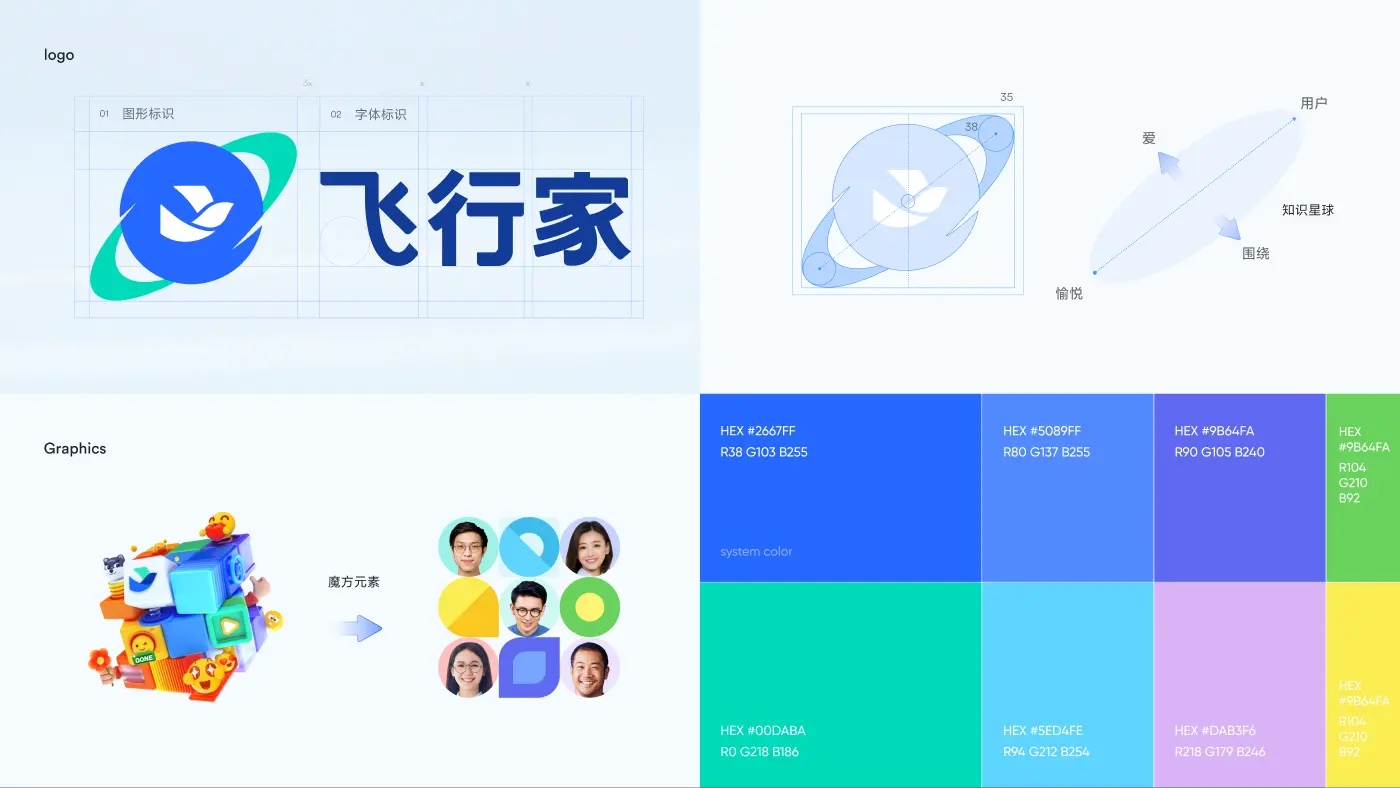 logo
3x
x
x
01 图形标识
02 字体标识
飞行家
35
38
用户
爱
知识星球
围绕
愉悦
Graphics
DONE
魔方元素
HEX #2667FF
R38 G103 B255
system color
HEX #5089FF
R80 G137 B255
HEX #9B64FA
R90 G105 B240
HEX
#9B64FA
R104
G210
B92
HEX #00DABA
R0 G218 B186
HEX #5ED4FE
R94 G212 B254
HEX #DAB3F6
R218 G179 B246
HEX
#9B64FA
R104
G210
B92